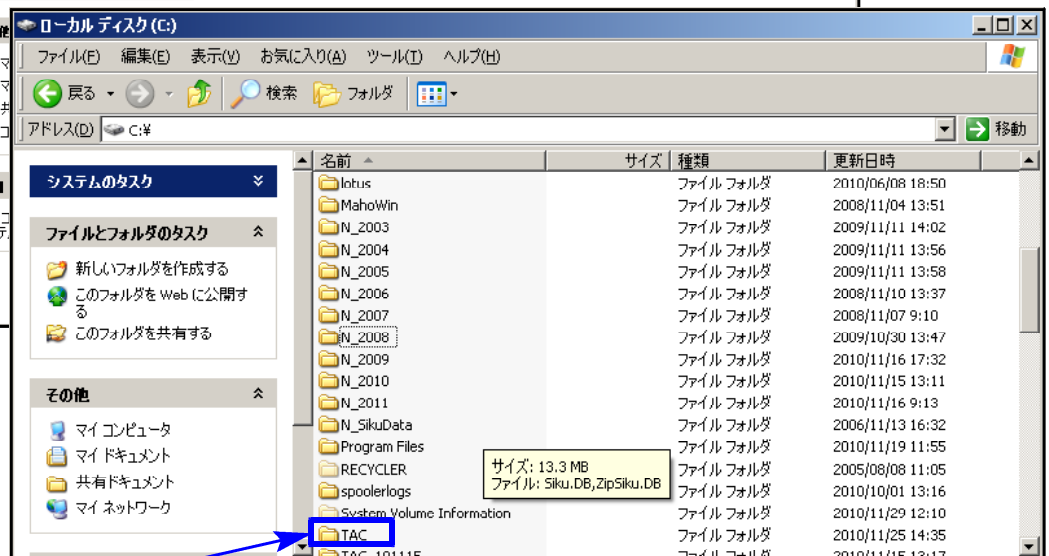 ローカル ディスク (C:)
ファイル(F) 編集(E) 表示(V) お気に入り(A) ツール(T) ヘルプ(H)
戻る 検索 フォルダ
アドレス(D) C:¥ 移動
システムのタスク
ファイルとフォルダのタスク
新しいフォルダを作成する
このフォルダを Web に公開す
る
このフォルダを共有する
その他
マイ コンピュータ
マイ ドキュメント
共有ドキュメント
マイ ネットワーク
名前 サイズ 種類 更新日時
lotus ファイル フォルダ 2010/06/08 18:50
MahoWin ファイル フォルダ 2008/11/04 13:51
N_2003 ファイル フォルダ 2009/11/11 14:02
N_2004 ファイル フォルダ 2009/11/11 13:56
N_2005 ファイル フォルダ 2009/11/11 13:58
N_2006 ファイル フォルダ 2008/11/10 13:37
N_2007 ファイル フォルダ 2008/11/07 9:10
N_2008 ファイル フォルダ 2009/10/30 13:47
N_2009 ファイル フォルダ 2010/11/16 17:32
N_2010 ファイル フォルダ 2010/11/15 13:11
N_2011 ファイル フォルダ 2010/11/16 9:13
N_SikuData ファイル フォルダ 2006/11/13 16:32
Program Files ファイル フォルダ 2010/11/19 11:55
RECYCLER ファイル フォルダ 2005/08/08 11:05
spoolerlogs ファイル フォルダ 2010/10/01 13:16
System Volume Information ファイル フォルダ 2010/11/29 12:10
TAC ファイル フォルダ 2010/11/25 14:35
TAC_101115 ファイル フォルダ 2010/11/15 13:17
サイズ: 13.3 MB
ファイル: Siku.DB,ZipSiku.DB